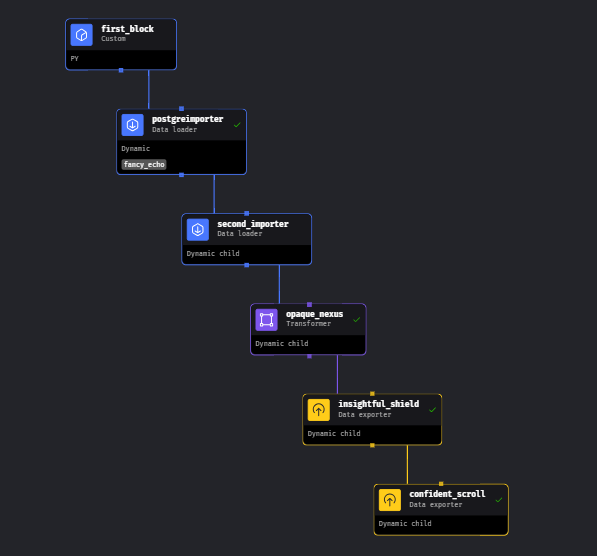 first_block
Custom
PY
postgreimporter
Data loader
Dynamic
fancy_echo
second_importer
Data loader
Dynamic child
opaque_nexus
Transformer
Dynamic child
insightful_shield
Data exporter
Dynamic child
confident_scroll
Data exporter
Dynamic child